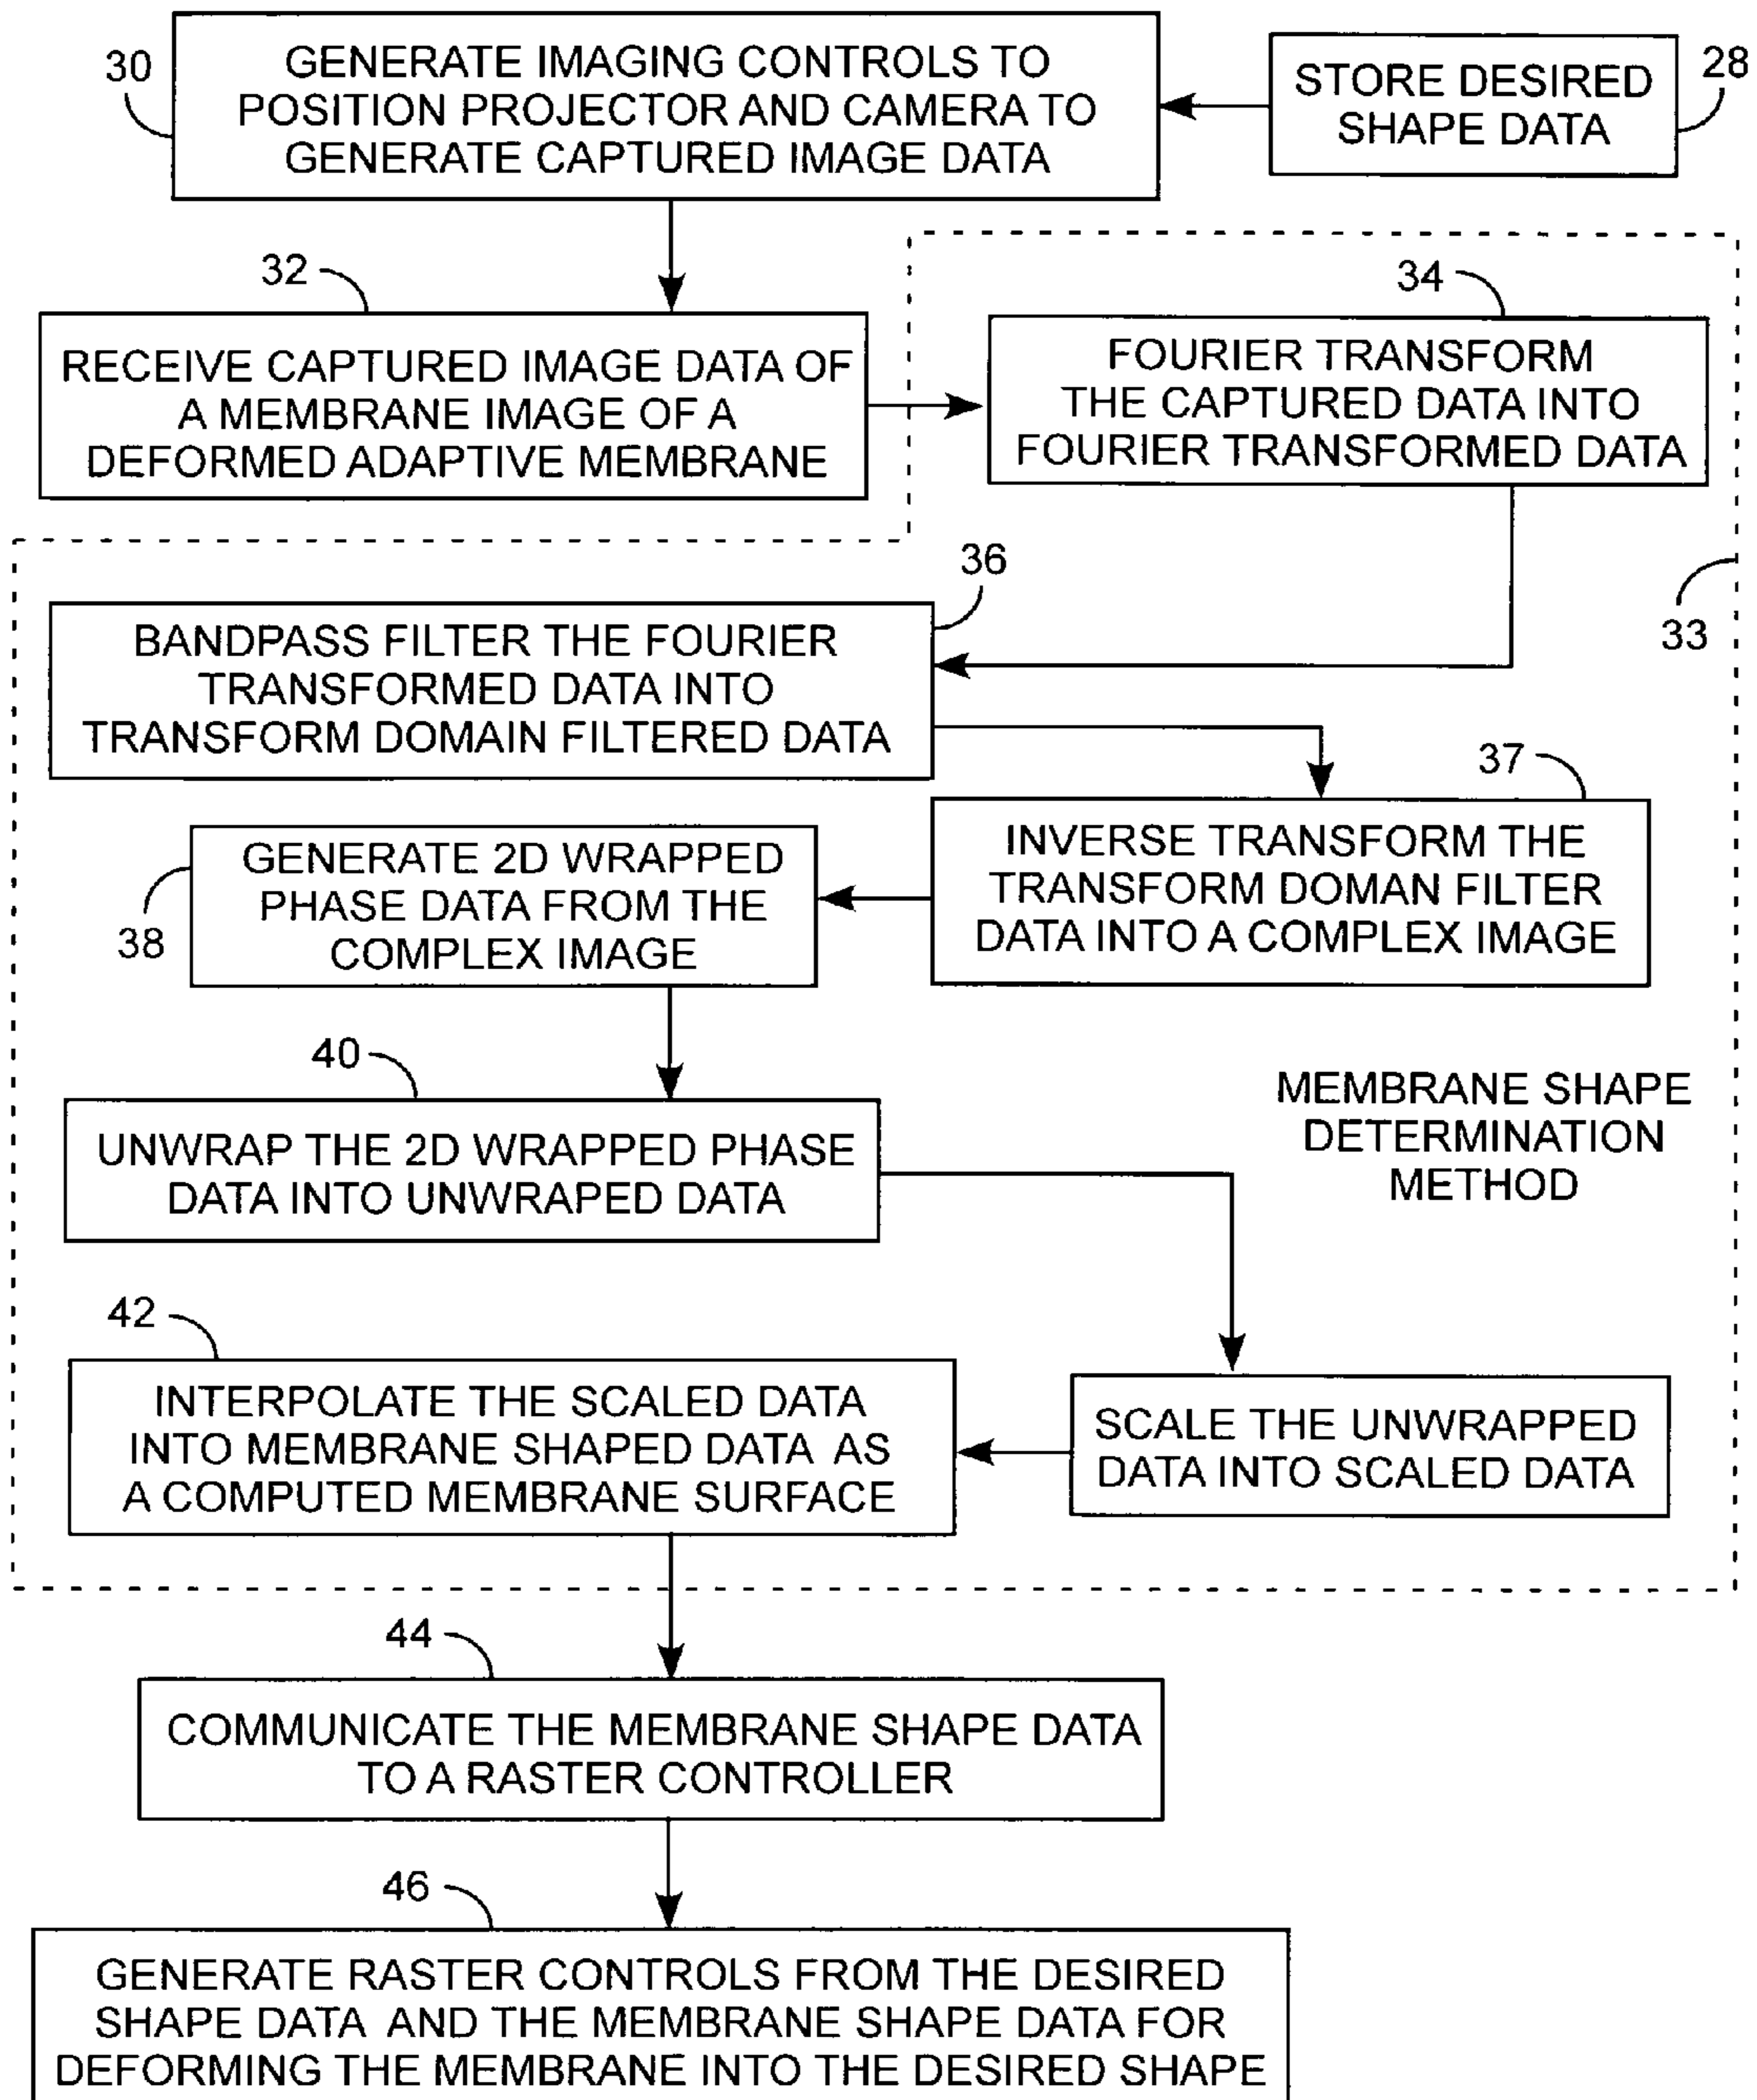 30
GENERATE IMAGING CONTROLS TO
POSITION PROJECTOR AND CAMERA TO
GENERATE CAPTURED IMAGE DATA
STORE DESIRED
SHAPE DATA
28
32
RECEIVE CAPTURED IMAGE DATA OF
A MEMBRANE IMAGE OF A
DEFORMED ADAPTIVE MEMBRANE
34
FOURIER TRANSFORM
THE CAPTURED DATA INTO
FOURIER TRANSFORMED DATA
33
36
BANDPASS FILTER THE FOURIER
TRANSFORMED DATA INTO
TRANSFORM DOMAIN FILTERED DATA
37
INVERSE TRANSFORM THE
TRANSFORM DOMAN FILTER
DATA INTO A COMPLEX IMAGE
38
GENERATE 2D WRAPPED
PHASE DATA FROM THE
COMPLEX IMAGE
40
UNWRAP THE 2D WRAPPED PHASE
DATA INTO UNWRAPED DATA
MEMBRANE SHAPE
DETERMINATION
METHOD
SCALE THE UNWRAPPED
DATA INTO SCALED DATA
42
INTERPOLATE THE SCALED DATA
INTO MEMBRANE SHAPED DATA AS
A COMPUTED MEMBRANE SURFACE
44
COMMUNICATE THE MEMBRANE SHAPE DATA
TO A RASTER CONTROLLER
46
GENERATE RASTER CONTROLS FROM THE DESIRED
SHAPE DATA AND THE MEMBRANE SHAPE DATA FOR
DEFORMING THE MEMBRANE INTO THE DESIRED SHAPE